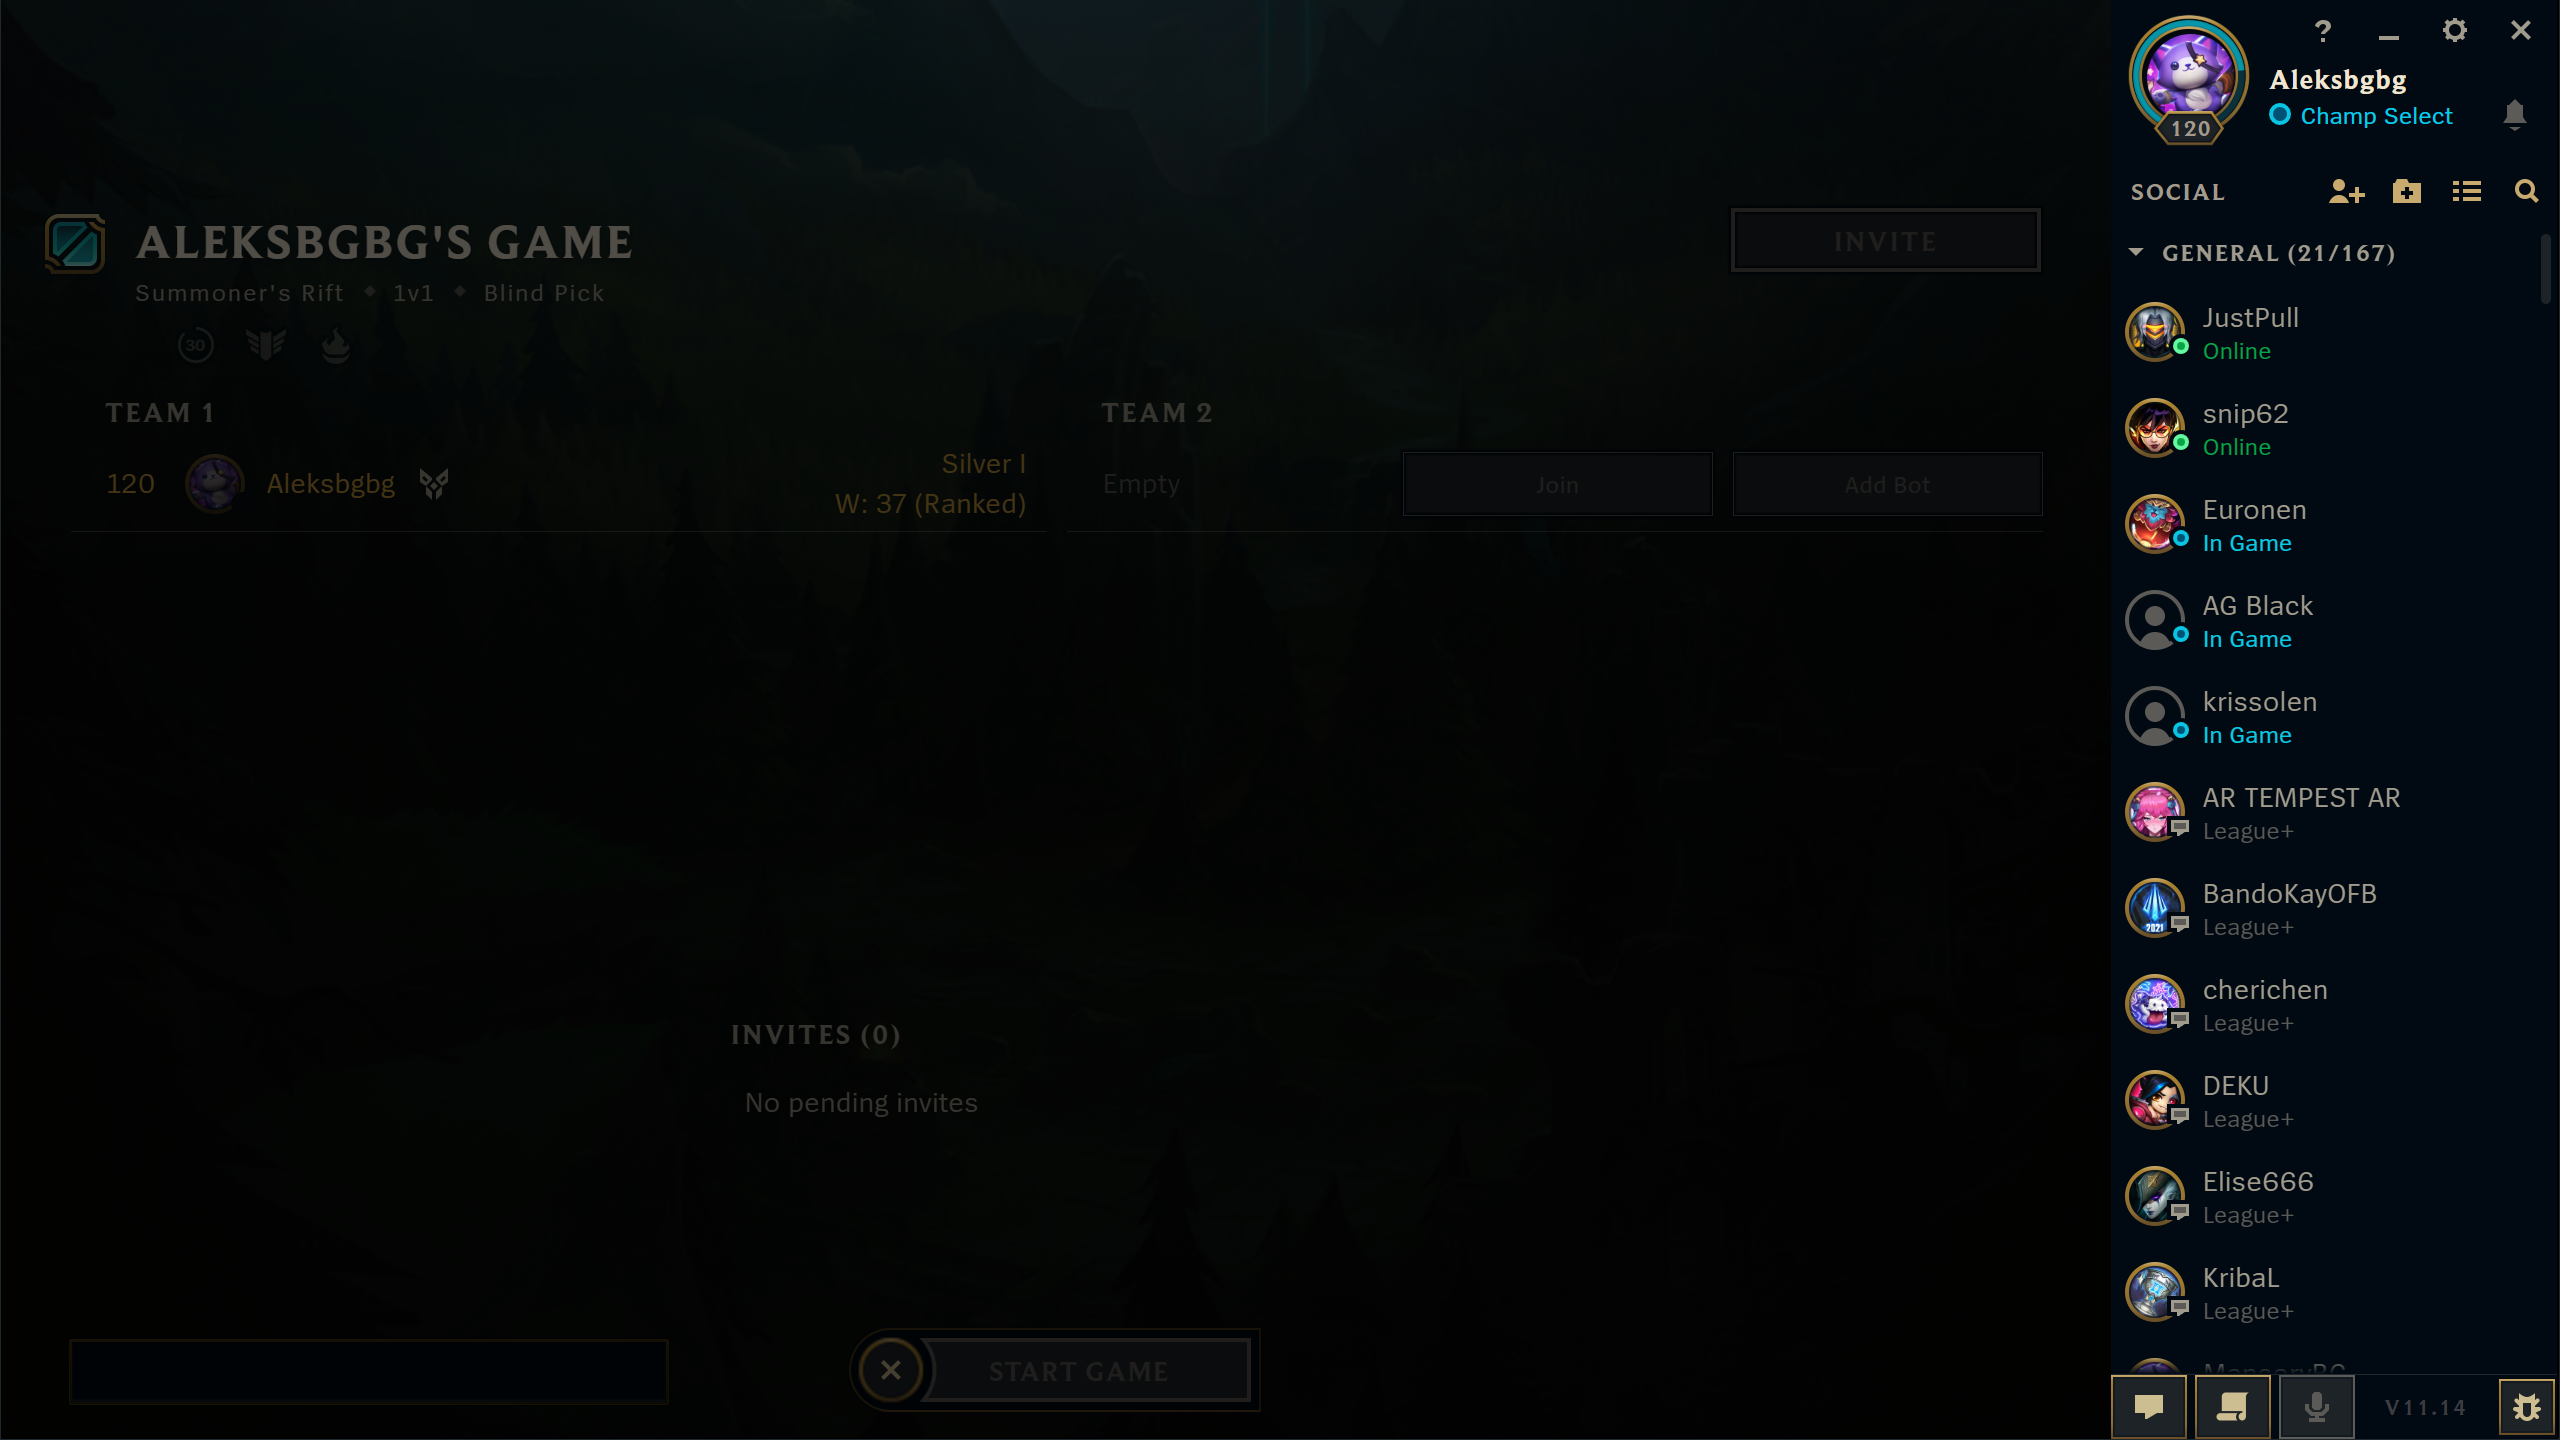 ALEKSBGBG'S GAME
Summoner's Rift ◆ 1v1 ◆ Blind Pick
30
INVITE
TEAM 1
120 Aleksbgbg
Silver I
W: 37 (Ranked)
TEAM 2
Empty
Join
Add Bot
INVITES (0)
No pending invites
START GAME
?
120
Aleksbgbg
Champ Select
SOCIAL
GENERAL (21/167)
JustPull
Online
snip62
Online
Euronen
In Game
AG Black
In Game
krissolen
In Game
AR TEMPEST AR
League+
BandoKayOFB
League+
2021
cherichen
League+
DEKU
League+
Elise666
League+
KribaL
League+
V11.14